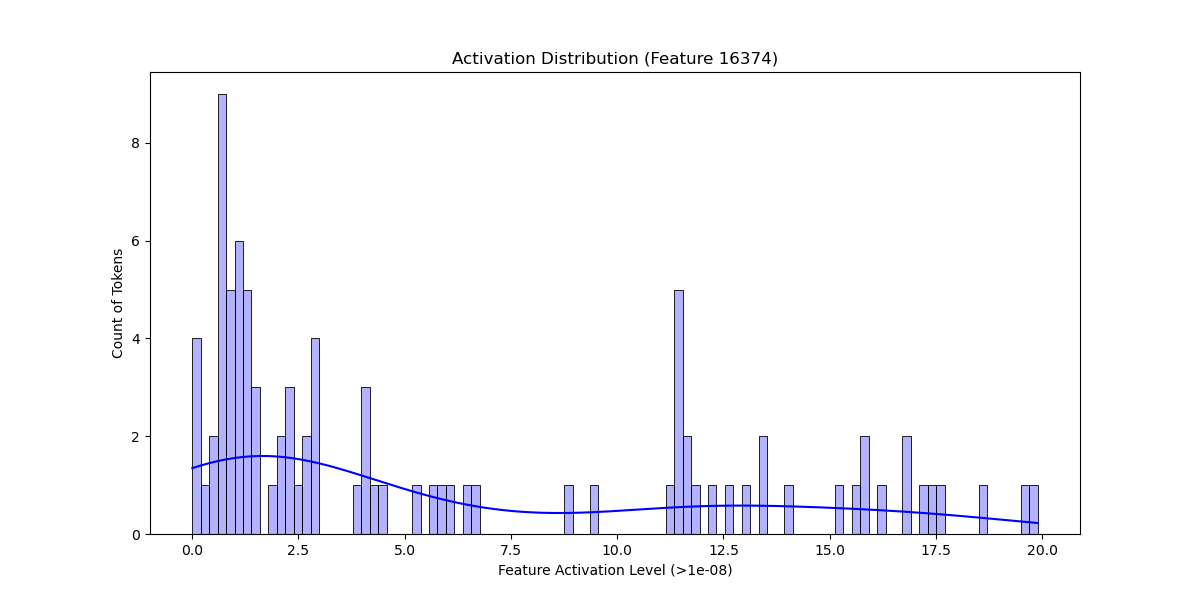 Activation Distribution (Feature 16374)
Count of Tokens
8
6
4
2
0
0.0 2.5 5.0 7.5 10.0 12.5 15.0 17.5 20.0
Feature Activation Level (>1e-08)